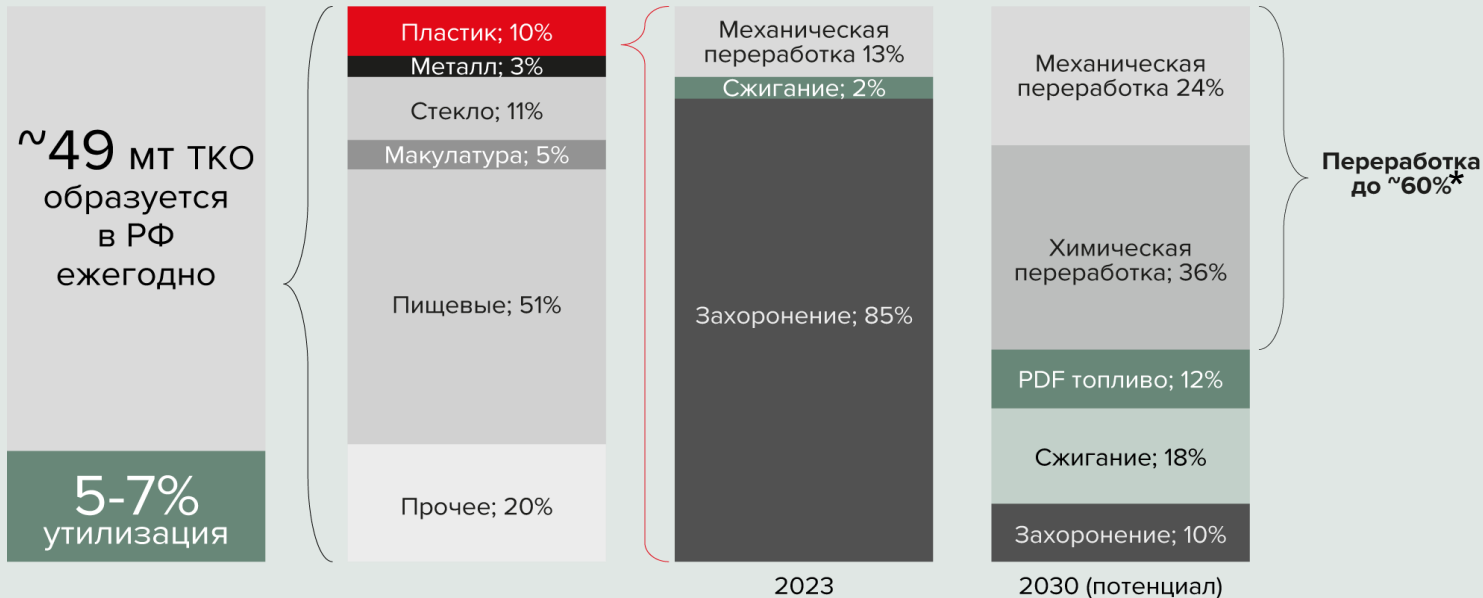 ~49 мт ТКО
образуется
в РФ
ежегодно
5-7%
утилизация
Пластик; 10%
Металл; 3%
Стекло; 11%
Макулатура; 5%
Пищевые; 51%
Прочее; 20%
Механическая
переработка 13%
Сжигание; 2%
Захоронение; 85%
2023
Механическая
переработка 24%
Химическая
переработка; 36%
PDF топливо; 12%
Сжигание; 18%
Захоронение; 10%
2030 (потенциал)
Переработка
до ~60%*